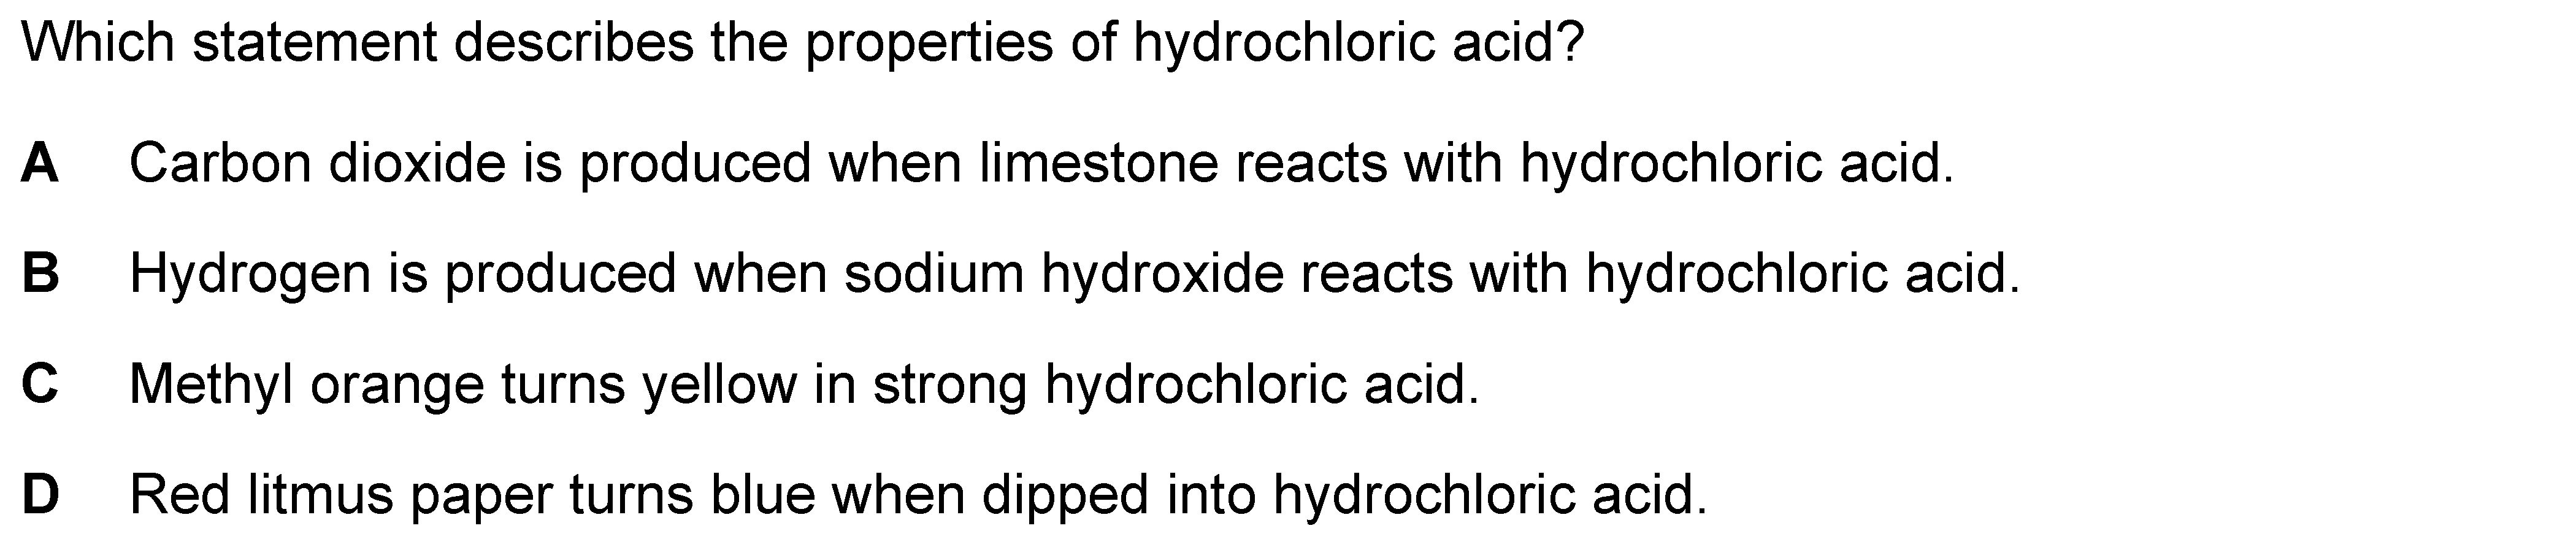 Which statement describes the properties of hydrochloric acid?
A Carbon dioxide is produced when limestone reacts with hydrochloric acid.
B Hydrogen is produced when sodium hydroxide reacts with hydrochloric acid.
C Methyl orange turns yellow in strong hydrochloric acid.
D Red litmus paper turns blue when dipped into hydrochloric acid.